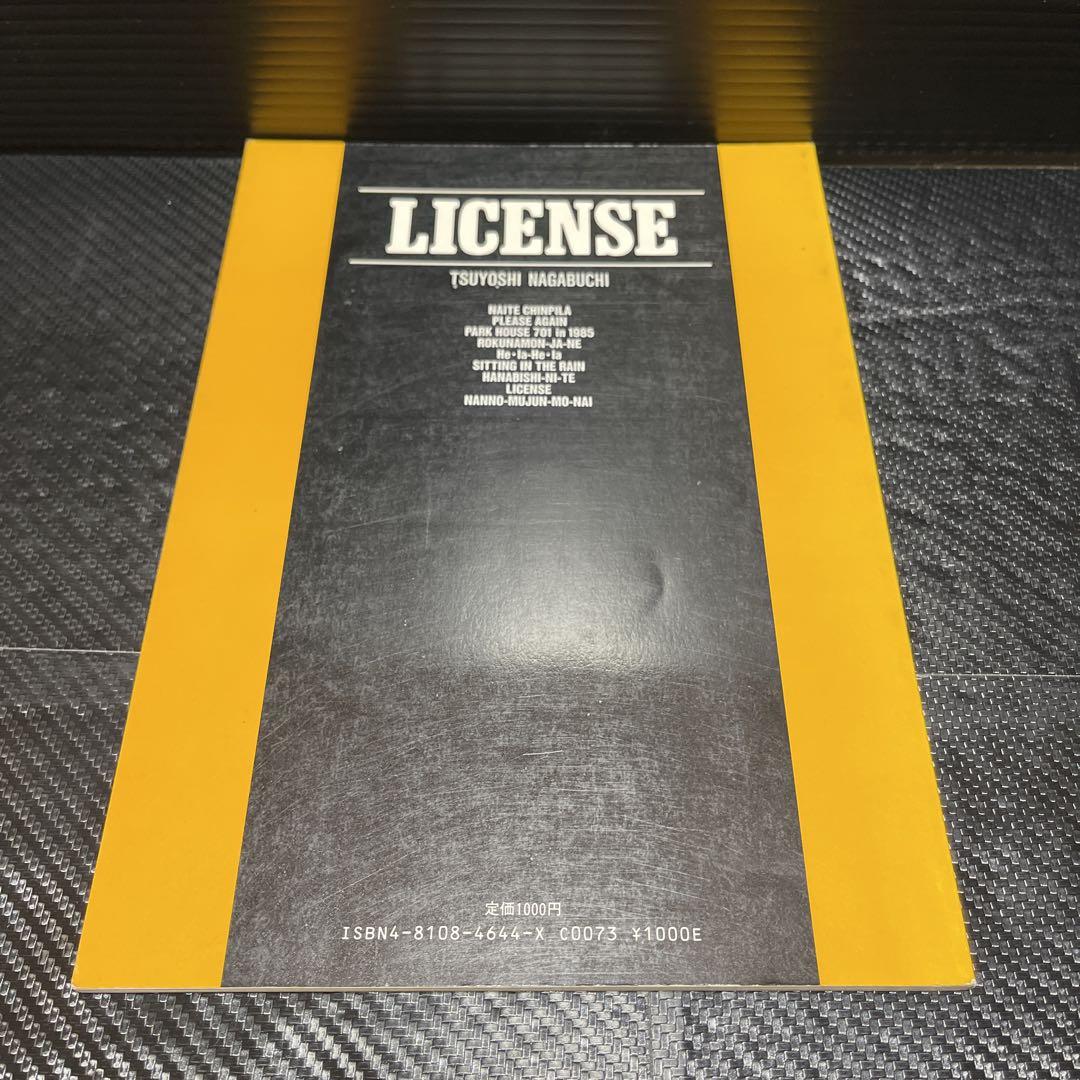 LICENSE
TSUYOSHI NAGABUCHI
NAITE CHINPILA
PLEASE AGAIN
PARK HOUSE 701 in 1985
ROKUNAMON-JA-NE
He・la-He・la
SITTING IN THE RAIN
HANABISHI-NI-TE
LICENSE
NANNO-MUJUN-MO-NAI
定価1000円
ISBN4-8108-4644-X C0073 ¥1000E